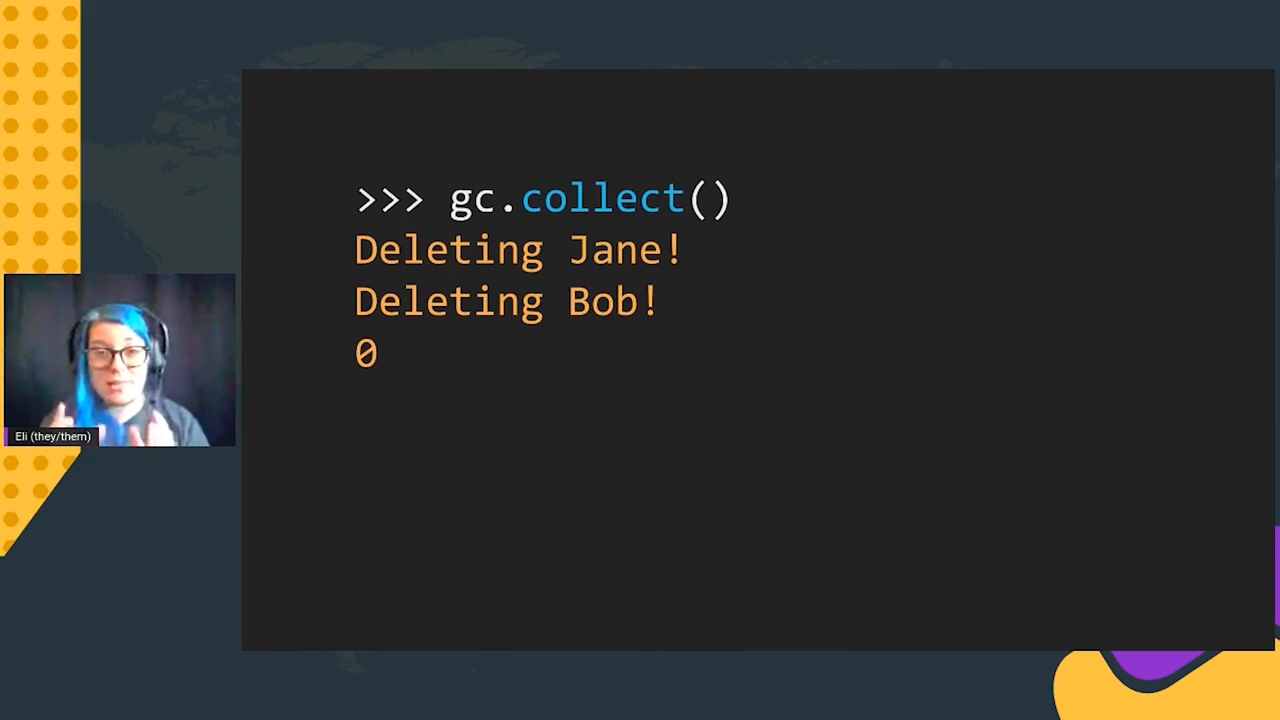 >>> gc.collect()
Deleting Jane!
Deleting Bob!
0
Eli (they/them)